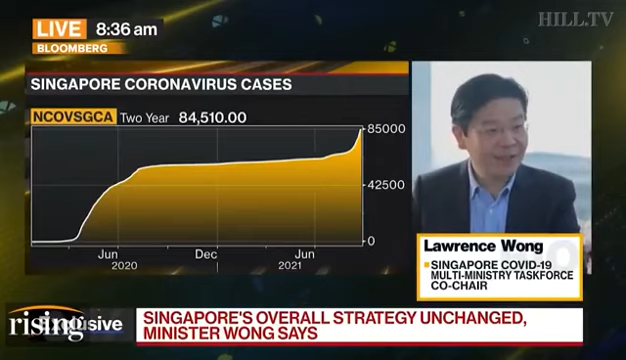 HILL.TV
LIVE 8:36 am
BLOOMBERG
SINGAPORE CORONAVIRUS CASES
NCOVSGCA Two Year 84,510.00
85000
42500
0
Jun Dec Jun
2020 2021
Lawrence Wong
SINGAPORE COVID-19
MULTI-MINISTRY TASKFORCE
CO-CHAIR
rising
SINGAPORE'S OVERALL STRATEGY UNCHANGED,
MINISTER WONG SAYS